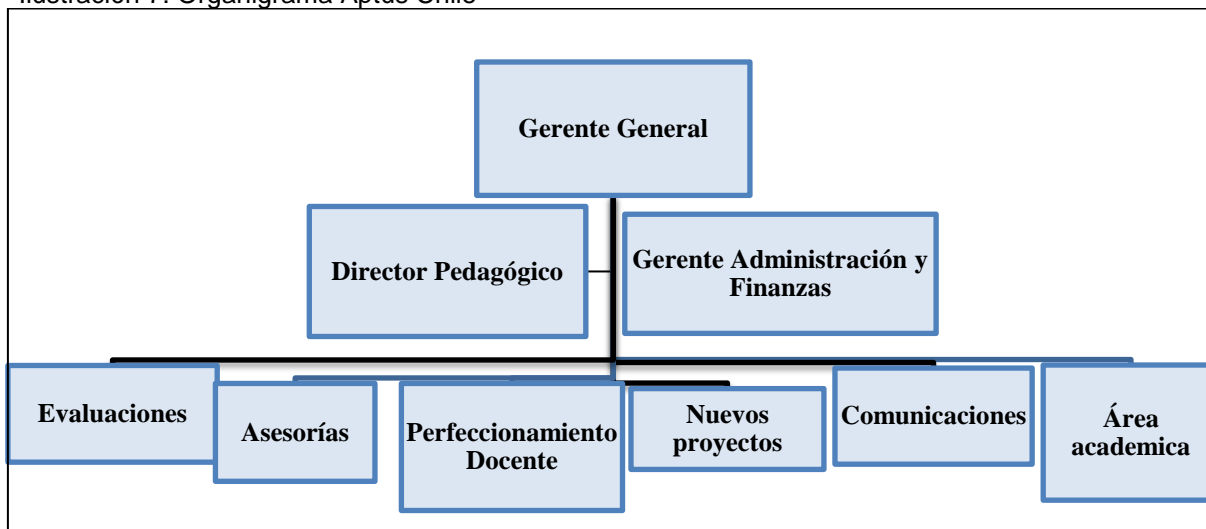 Ilustración 7. Organigrama Aptus Chile
Gerente General
Director Pedagógico
Gerente Administración y
Finanzas
Evaluaciones
Asesorías
Perfeccionamiento
Docente
Nuevos
proyectos
Comunicaciones
Área
academica